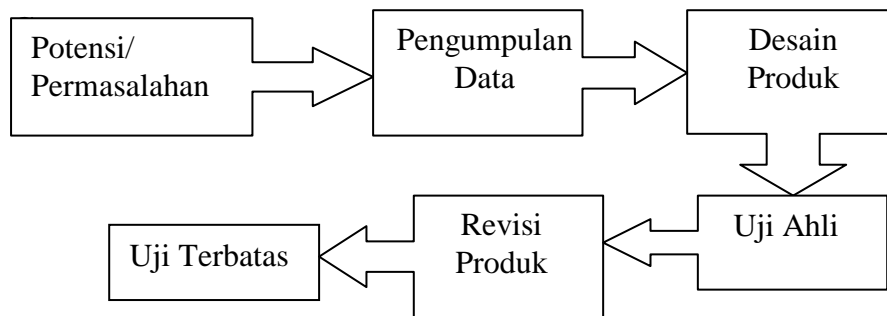 Potensi/
Permasalahan
Pengumpulan
Data
Desain
Produk
Uji Ahli
Revisi
Produk
Uji Terbatas